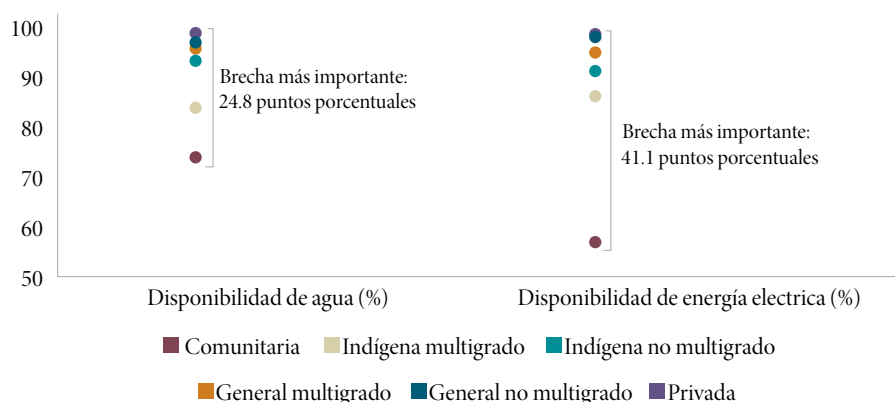 100
90
80
70
60
50
Brecha más importante:
24.8 puntos porcentuales
Brecha más importante:
41.1 puntos porcentuales
Disponibilidad de agua (%)
Disponibilidad de energía electrica (%)
Comunitaria
Indígena multigrado
Indígena no multigrado
General multigrado
General no multigrado
Privada